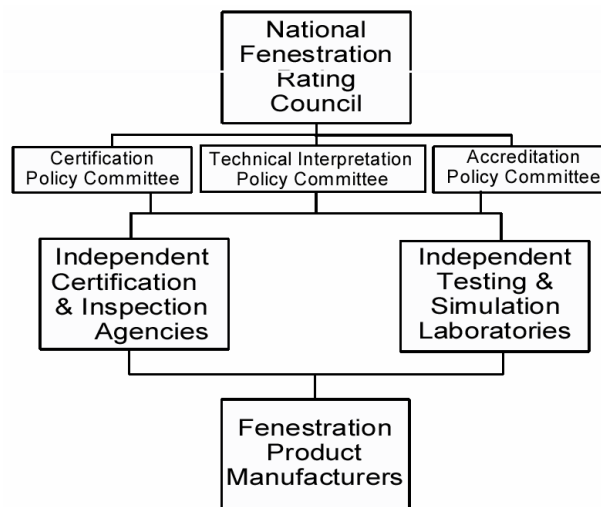 National
Fenestration
Rating
Council
Certification
Policy Committee
Technical Interpretation
Policy Committee
Accreditation
Policy Committee
Independent
Certification
& Inspection
Agencies
Independent
Testing &
Simulation
Laboratories
Fenestration
Product
Manufacturers